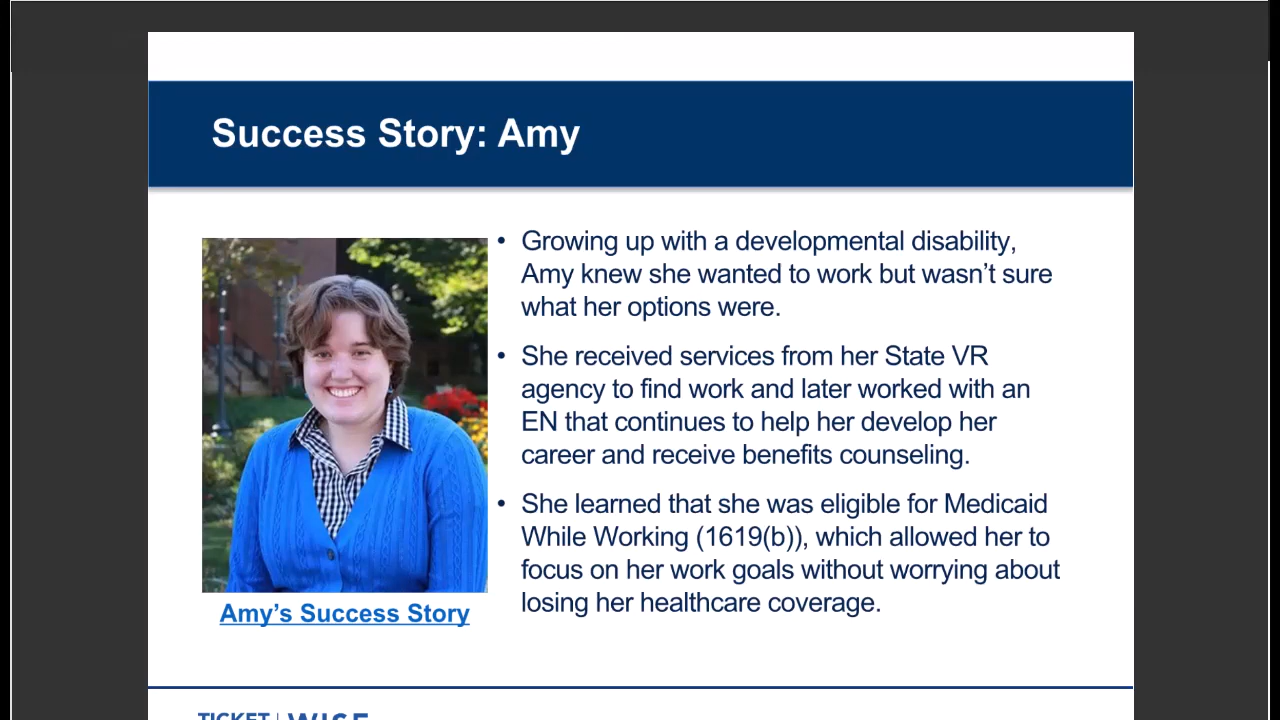 Success Story: Amy
• Growing up with a developmental disability,
Amy knew she wanted to work but wasn’t sure
what her options were.
• She received services from her State VR
agency to find work and later worked with an
EN that continues to help her develop her
career and receive benefits counseling.
• She learned that she was eligible for Medicaid
While Working (1619(b)), which allowed her to
focus on her work goals without worrying about
losing her healthcare coverage.
Amy’s Success Story
TICKET | WISE